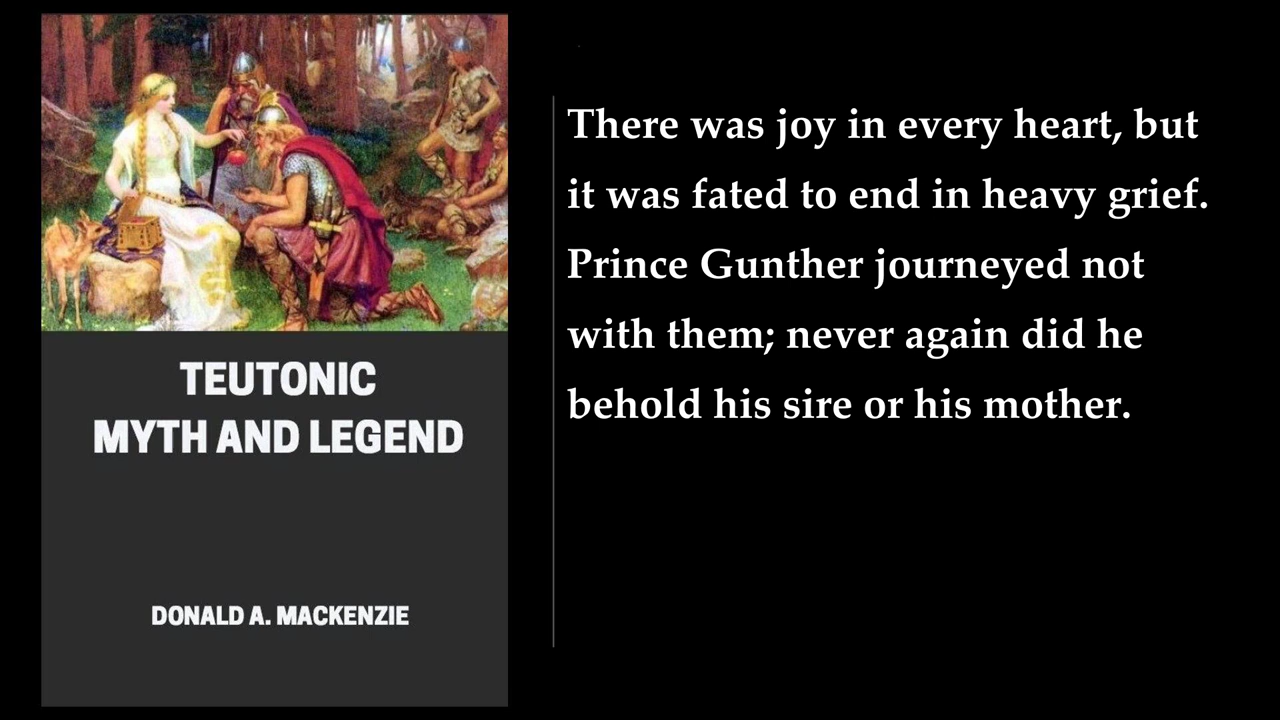 TEUTONIC
MYTH AND LEGEND
DONALD A. MACKENZIE
There was joy in every heart, but
it was fated to end in heavy grief.
Prince Gunther journeyed not
with them; never again did he
behold his sire or his mother.